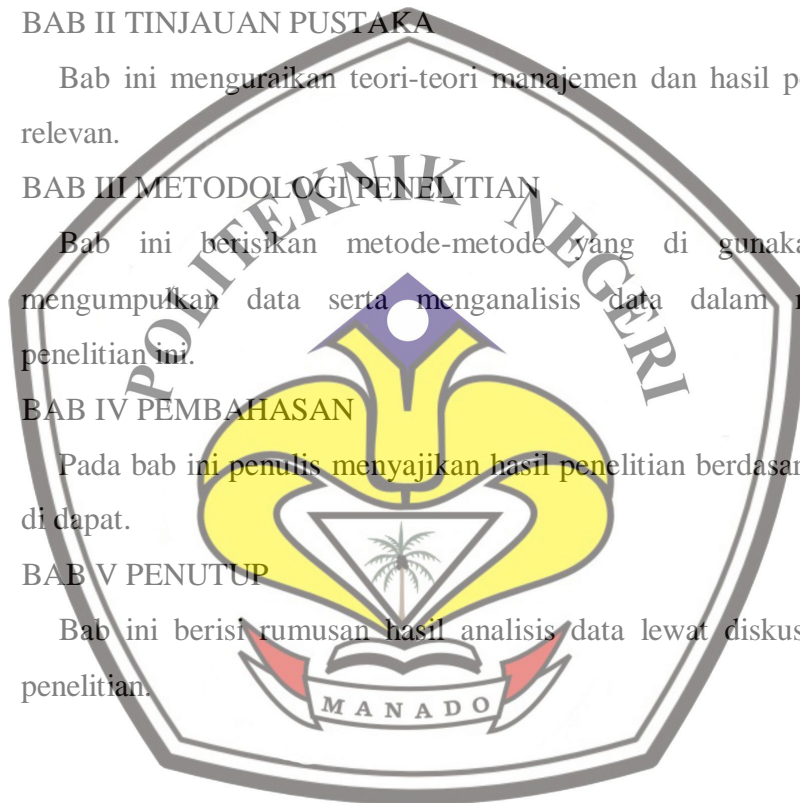 BAB II TINJAUAN PUSTAKA
Bab ini menguraikan teori-teori manajemen dan hasil
relevan.
BAB III METODOLOGI PENELITIAN
Bab ini berisikan metode-metode yang di
mengumpulkan data serta menganalisis data dalam
penelitian ini.
BAB IV PEMBAHASAN
Pada bab ini penulis menyajikan hasil penelitian
di dapat.
BAB V PENUTUP
Bab ini berisi rumusan hasil analisis data lewat
penelitian.
POLITEKNIK NEGERI
MANADO